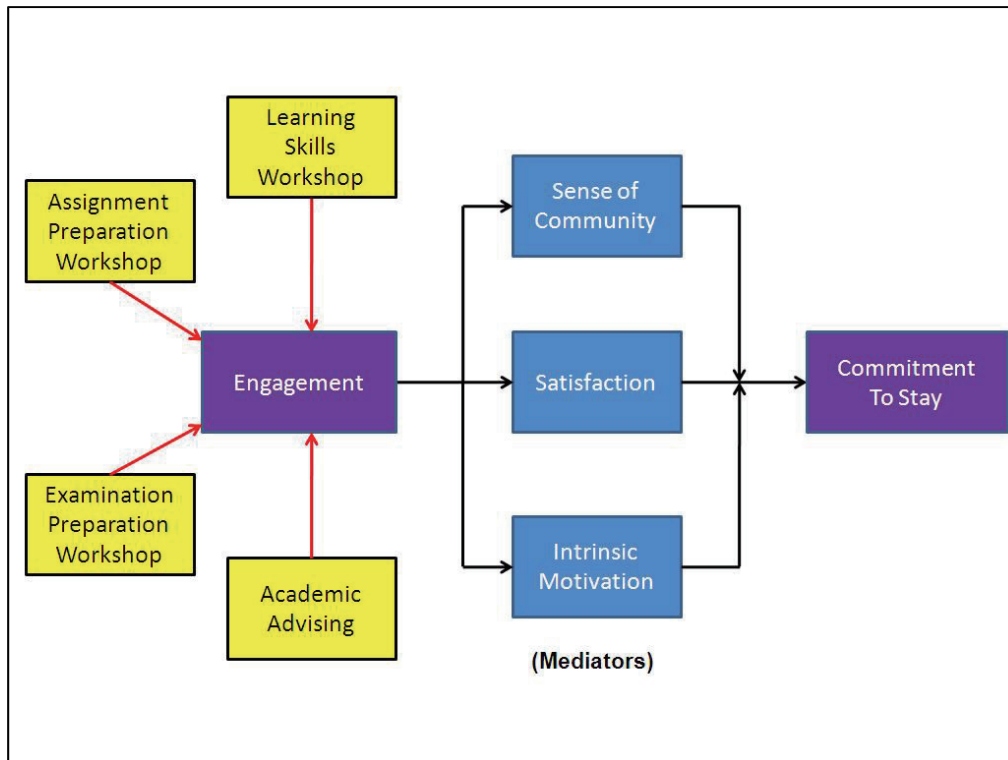 Learning
Skills
Workshop
Assignment
Preparation
Workshop
Sense of
Community
Engagement
Satisfaction
Commitment
To Stay
Examination
Preparation
Workshop
Academic
Advising
Intrinsic
Motivation
(Mediators)